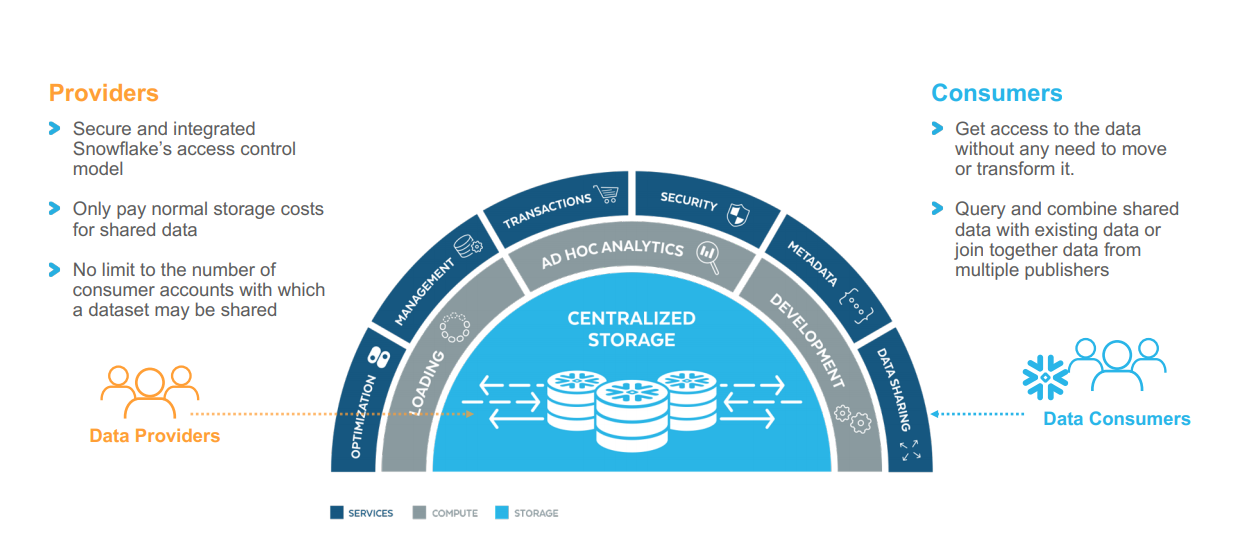 Providers
Secure and integrated
Snowflake's access control
model
Only pay normal storage costs
for shared data
No limit to the number of
consumer accounts with which
a dataset may be shared
Data Providers
OPTIMIZATION
MANAGEMENT
TRANSACTIONS
SECURITY
METADATA
DATA SHARING
LOADING
AD HOC ANALYTICS
DEVELOPMENT
CENTRALIZED
STORAGE
Consumers
Get access to the data
without any need to move
or transform it.
Query and combine shared
data with existing data or
join together data from
multiple publishers
Data Consumers
SERVICES
COMPUTE
STORAGE